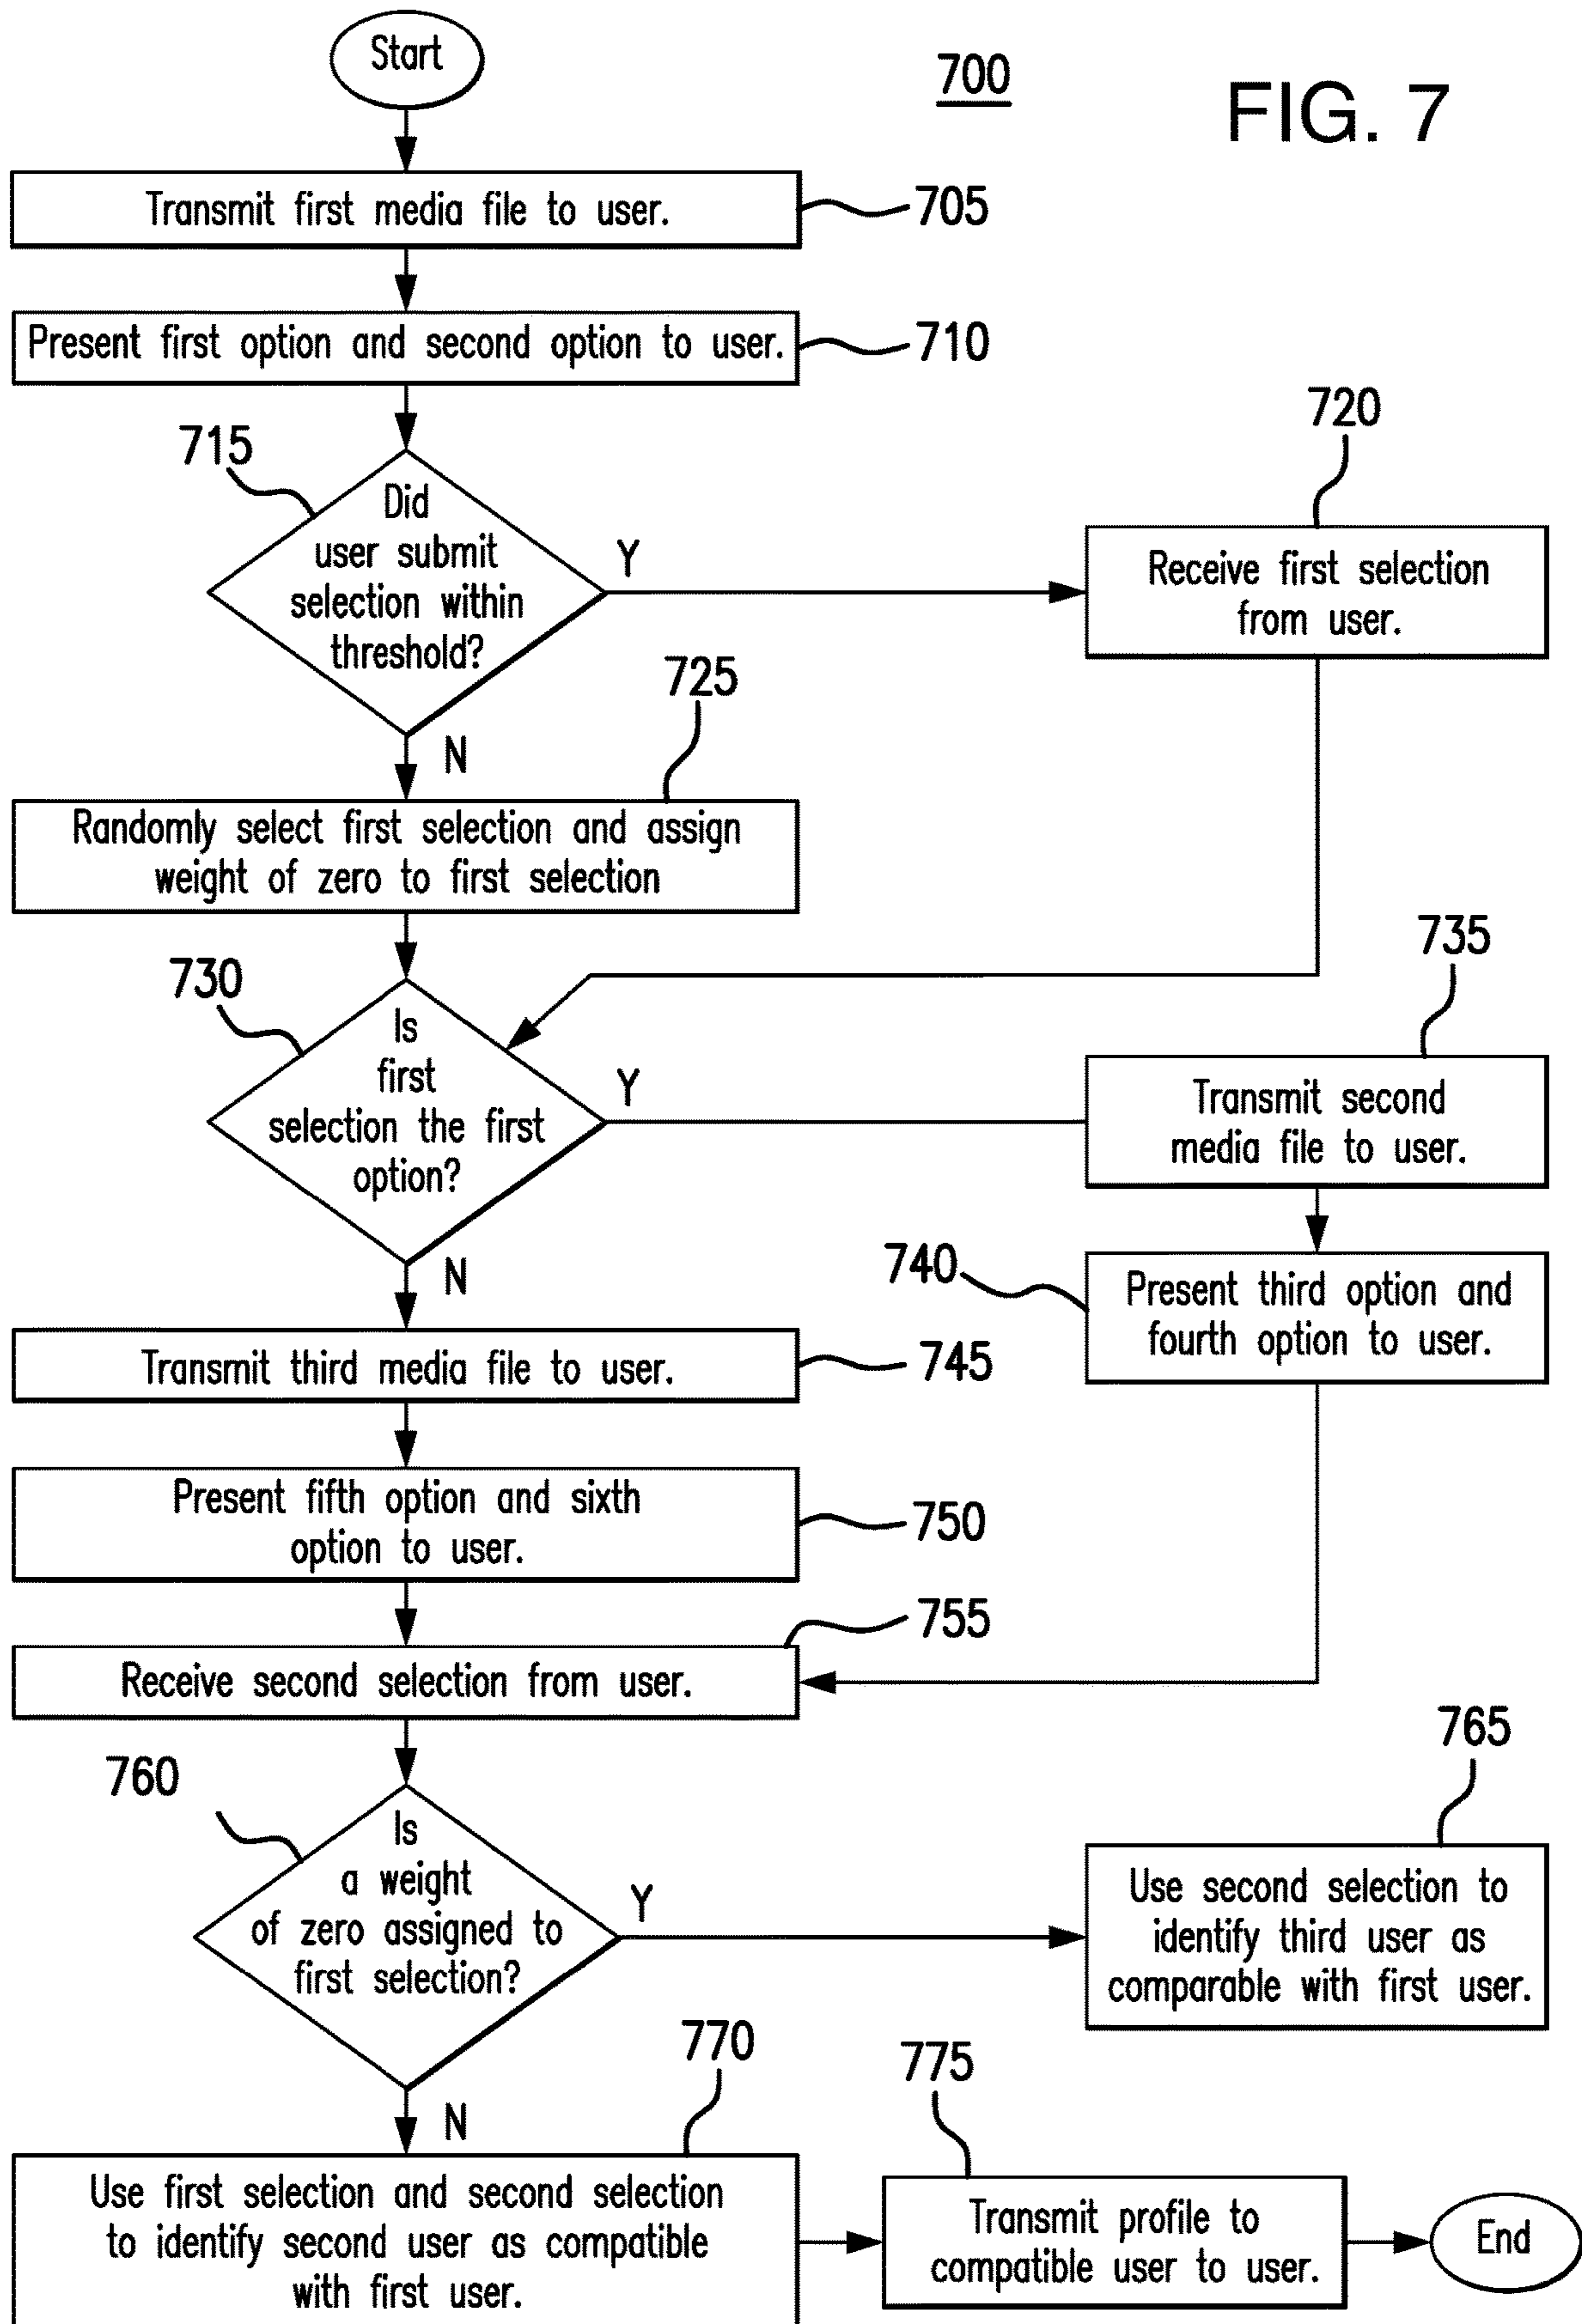 Start
700
FIG. 7
Transmit first media file to user.
705
Present first option and second option to user.
710
715
Did
user submit
selection within
threshold?
Y
N
720
Receive first selection
from user.
725
Randomly select first selection and assign
weight of zero to first selection
730
Is
first
selection the first
option?
Y
N
735
Transmit second
media file to user.
740
Present third option and
fourth option to user.
Transmit third media file to user.
745
Present fifth option and sixth
option to user.
750
755
Receive second selection from user.
760
Is
a weight
of zero assigned to
first selection?
Y
N
765
Use second selection to
identify third user as
comparable with first user.
770
Use first selection and second selection
to identify second user as compatible
with first user.
775
Transmit profile to
compatible user to user.
End